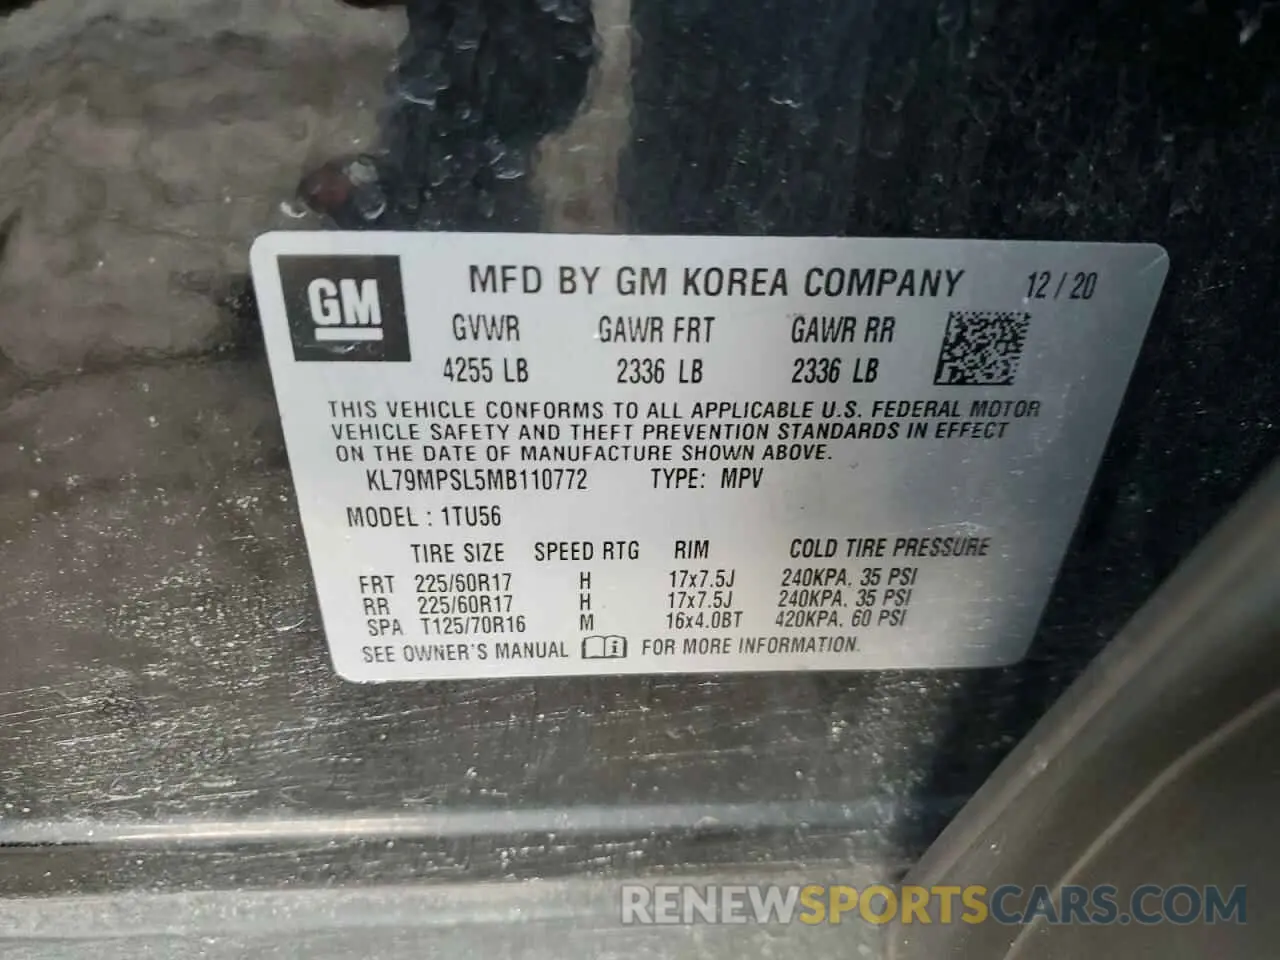 GM
MFD BY GM KOREA COMPANY 12/20
GVWR GAWR FRT GAWR RR
4255 LB 2336 LB 2336 LB
THIS VEHICLE CONFORMS TO ALL APPLICABLE U.S. FEDERAL MOTOR
VEHICLE SAFETY AND THEFT PREVENTION STANDARDS IN EFFECT
ON THE DATE OF MANUFACTURE SHOWN ABOVE.
KL79MPSL5MB110772 TYPE: MPV
MODEL : 1TU56
TIRE SIZE SPEED RTG RIM COLD TIRE PRESSURE
FRT 225/60R17 H 17x7.5J 240KPA, 35 PSI
RR 225/60R17 H 17x7.5J 240KPA, 35 PSI
SPA T125/70R16 M 16x4.0BT 420KPA, 60 PSI
SEE OWNER'S MANUAL i FOR MORE INFORMATION.
RENEWSPORTSCARS.COM